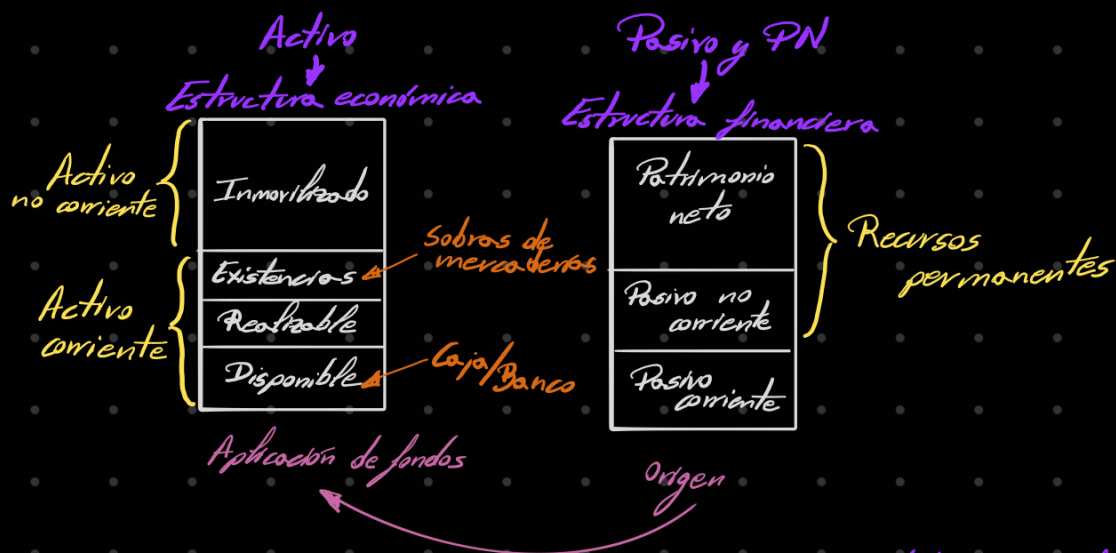 Activo
Estructura económica
Activo
no corriente
Inmovilizado
Existencias
Sobras de
mercaderías
Activo
corriente
Realizable
Disponible
Caja/Banco
Aplicación de fondos
Pasivo y PN
Estructura financiera
Patrimonio
neto
Pasivo no
corriente
Pasivo
corriente
Recursos
permanentes
Origen